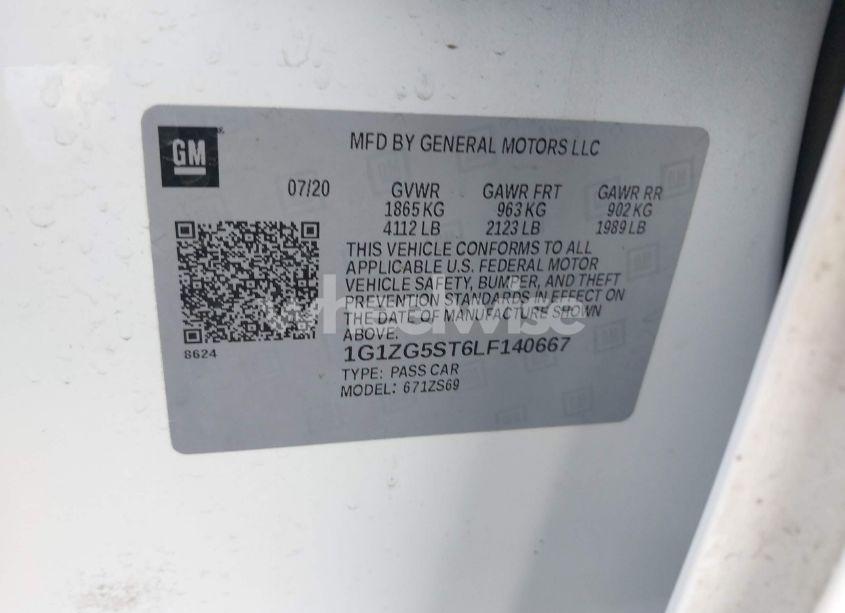 GM
MFD BY GENERAL MOTORS LLC
07/20 GVWR GAWR FRT GAWR RR
1865 KG 963 KG 902 KG
4112 LB 2123 LB 1989 LB
THIS VEHICLE CONFORMS TO ALL
APPLICABLE U.S. FEDERAL MOTOR
VEHICLE SAFETY, BUMPER, AND THEFT
PREVENTION STANDARDS IN EFFECT ON
THE DATE OF MANUFACTURE SHOWN
ABOVE.
wheelwise
8624
1G1ZG5ST6LF140667
TYPE: PASS CAR
MODEL: 671ZS69